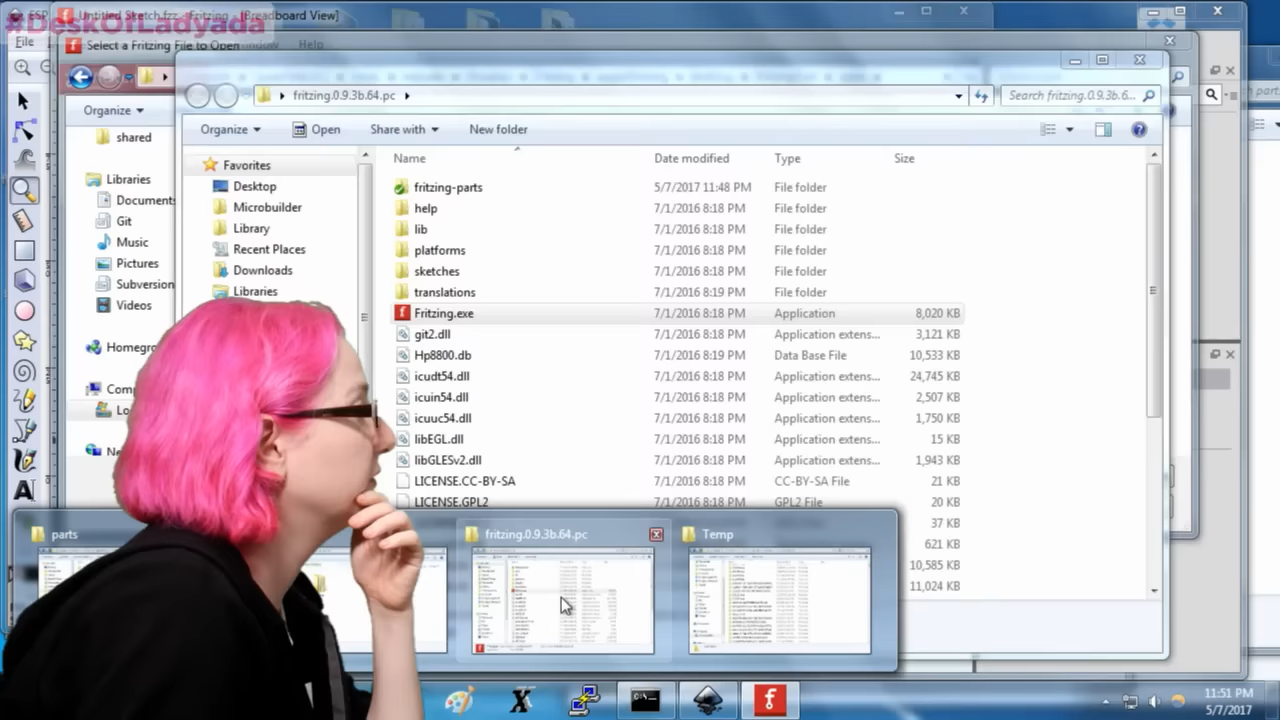 ESP
Untitled Sketch.fzz - Fritzing - [Breadboard View]
#DeskOfLadyada
File
Window
Help
Select a Fritzing File to Open
fritzing.0.9.3b.64.pc
Search fritzing.0.9.3b.6...
Organize
Organize
Open
Share with
New folder
shared
Libraries
Documents
Git
Music
Pictures
Subversion
Videos
Homegro
Comp
Lo
Ne
Favorites
Desktop
Microbuilder
Library
Recent Places
Downloads
Libraries
Name Date modified Type Size
fritzing-parts 5/7/2017 11:48 PM File folder
help 7/1/2016 8:18 PM File folder
lib 7/1/2016 8:18 PM File folder
platforms 7/1/2016 8:18 PM File folder
sketches 7/1/2016 8:18 PM File folder
translations 7/1/2016 8:19 PM File folder
Fritzing.exe 7/1/2016 8:18 PM Application 8,020 KB
git2.dll 7/1/2016 8:18 PM Application extens... 3,121 KB
Hp8800.db 7/1/2016 8:19 PM Data Base File 10,533 KB
icudt54.dll 7/1/2016 8:18 PM Application extens... 24,745 KB
icuin54.dll 7/1/2016 8:18 PM Application extens... 2,507 KB
icuuc54.dll 7/1/2016 8:18 PM Application extens... 1,750 KB
libEGL.dll 7/1/2016 8:18 PM Application extens... 15 KB
libGLESv2.dll 7/1/2016 8:18 PM Application extens... 1,943 KB
LICENSE.CC-BY-SA 7/1/2016 8:18 PM CC-BY-SA File 21 KB
LICENSE.GPL2 7/1/2016 8:18 PM GPL2 File 20 KB
37 KB
621 KB
10,585 KB
11,024 KB
parts
fritzing.0.9.3b.64.pc
Temp
11:51 PM
5/7/2017